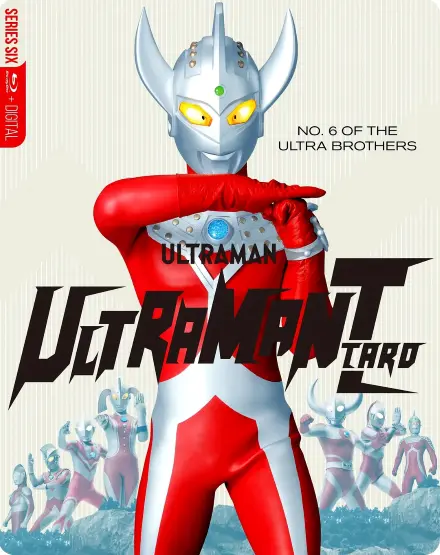 SERIES SIX
Blu-ray + DIGITAL
NO. 6 OF THE
ULTRA BROTHERS
ULTRAMAN
ULTRAMAN T
TARO